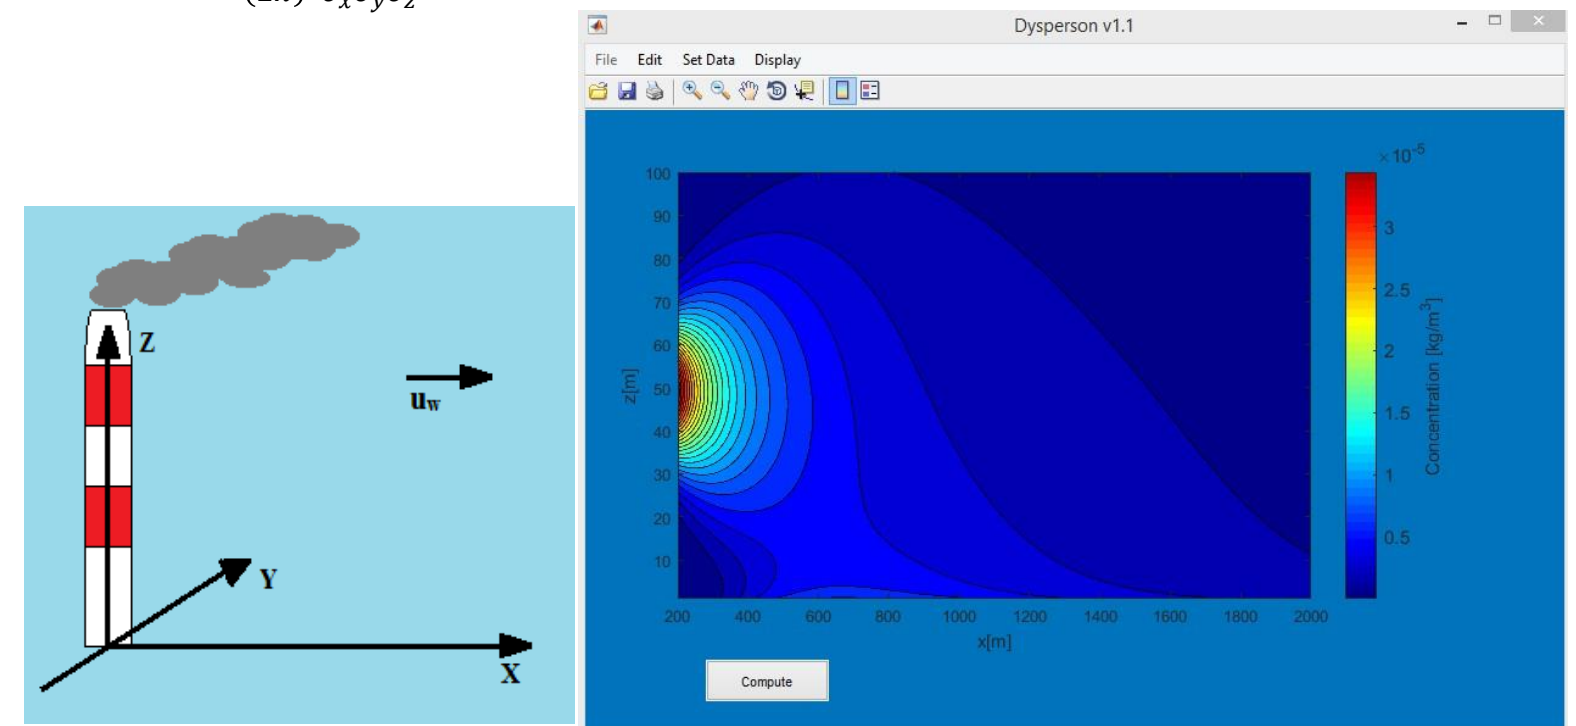 (2π) σxσyσz
Dysperson v1.1
File Edit Set Data Display
×10-5
100
90
80
70
60
50
40
30
20
10
z[m]
200 400 600 800 1000 1200 1400 1600 1800 2000
x[m]
3
2.5
2
1.5
1
0.5
Concentration [kg/m3]
Compute
Z
uw
Y
X